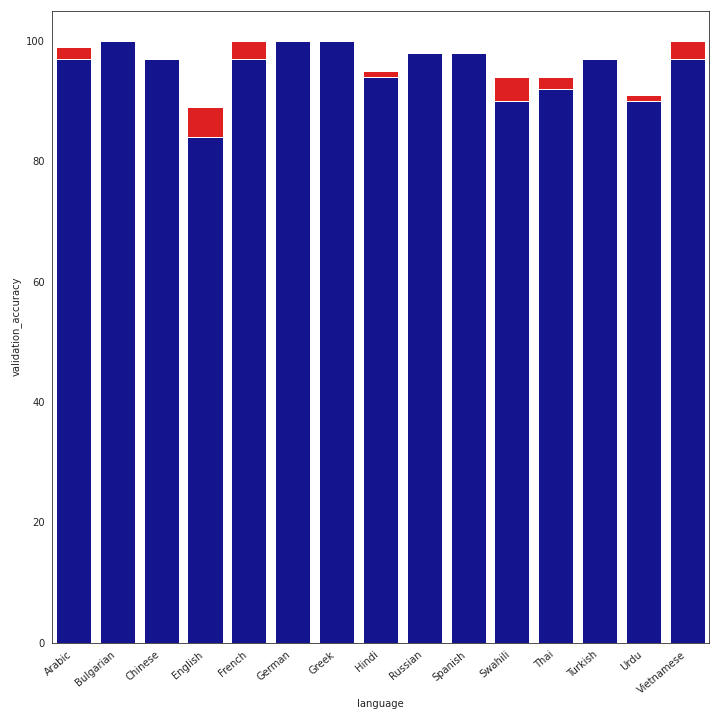 100
80
60
40
20
0
validation_accuracy
Arabic
Bulgarian
Chinese
English
French
German
Greek
Hindi
Russian
Spanish
Swahili
Thai
Turkish
Urdu
Vietnamese
language